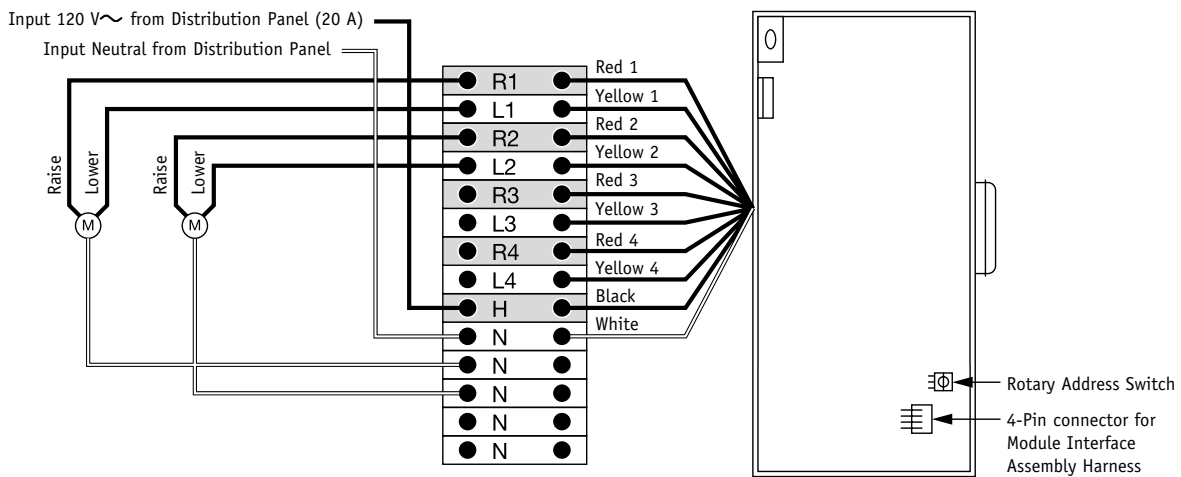 Input 120 V~ from Distribution Panel (20 A)
Input Neutral from Distribution Panel
Raise
Lower
Raise
Lower
M
M
R1
L1
R2
L2
R3
L3
R4
L4
H
N
N
N
N
N
Red 1
Yellow 1
Red 2
Yellow 2
Red 3
Yellow 3
Red 4
Yellow 4
Black
White
Rotary Address Switch
4-Pin connector for
Module Interface
Assembly Harness